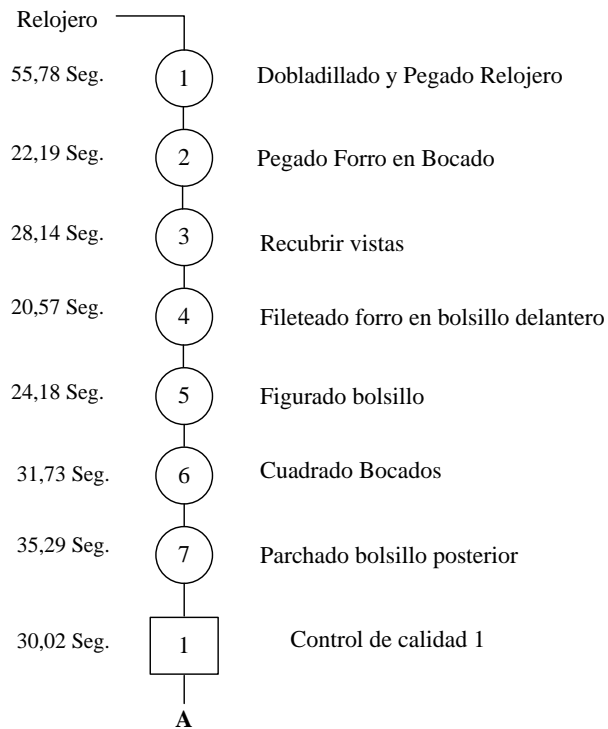 Relojero
55,78 Seg. 1 Dobladillado y Pegado Relojero
22,19 Seg. 2 Pegado Forro en Bocado
28,14 Seg. 3 Recubrir vistas
20,57 Seg. 4 Fileteado forro en bolsillo delantero
24,18 Seg. 5 Figurado bolsillo
31,73 Seg. 6 Cuadrado Bocados
35,29 Seg. 7 Parchado bolsillo posterior
30,02 Seg. 1 Control de calidad 1
A